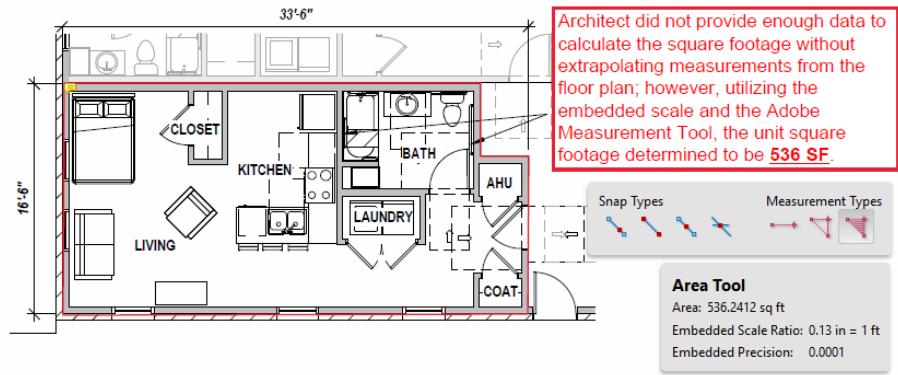 33'-6"
Architect did not provide enough data to
calculate the square footage without
extrapolating measurements from the
floor plan; however, utilizing the
embedded scale and the Adobe
Measurement Tool, the unit square
footage determined to be 536 SF.
16'-6"
CLOSET
KITCHEN
BATH
AHU
LAUNDRY
LIVING
COAT
Snap Types
Measurement Types
Area Tool
Area: 536.2412 sq ft
Embedded Scale Ratio: 0.13 in = 1 ft
Embedded Precision: 0.0001